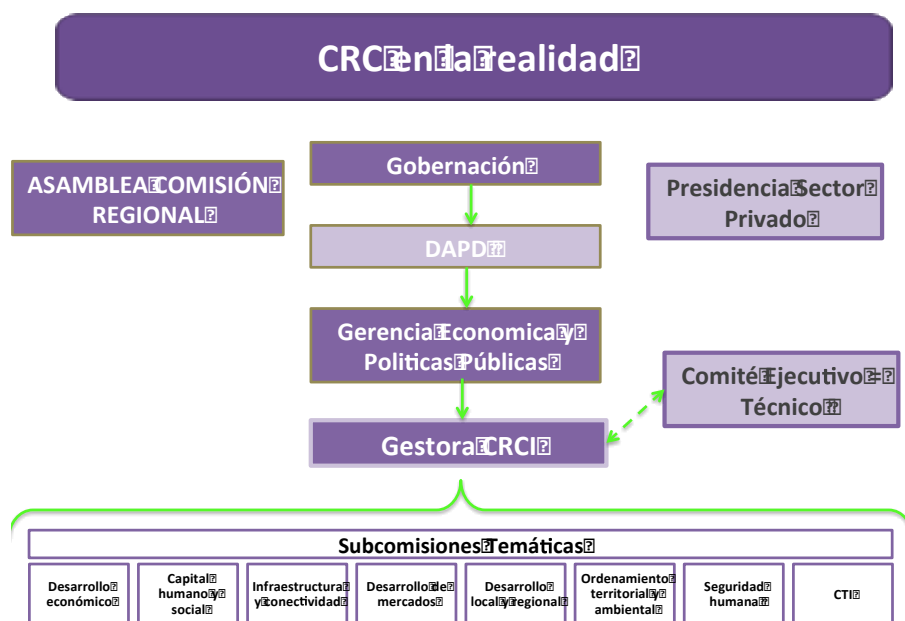 CRC en la realidad
Gobernación
ASAMBLEA COMISIÓN
REGIONAL
Presidencia Sector
Privado
DAPD
Gerencia Economica y
Politicas Públicas
Comité Ejecutivo =
Técnico
Gestora CRCI
Subcomisiones Temáticas
Desarrollo
económico
Capital
humano y
social
Infraestructura
y conectividad
Desarrollo de
mercados
Desarrollo
local y regional
Ordenamiento
territorial y
ambiental
Seguridad
humana
CTI